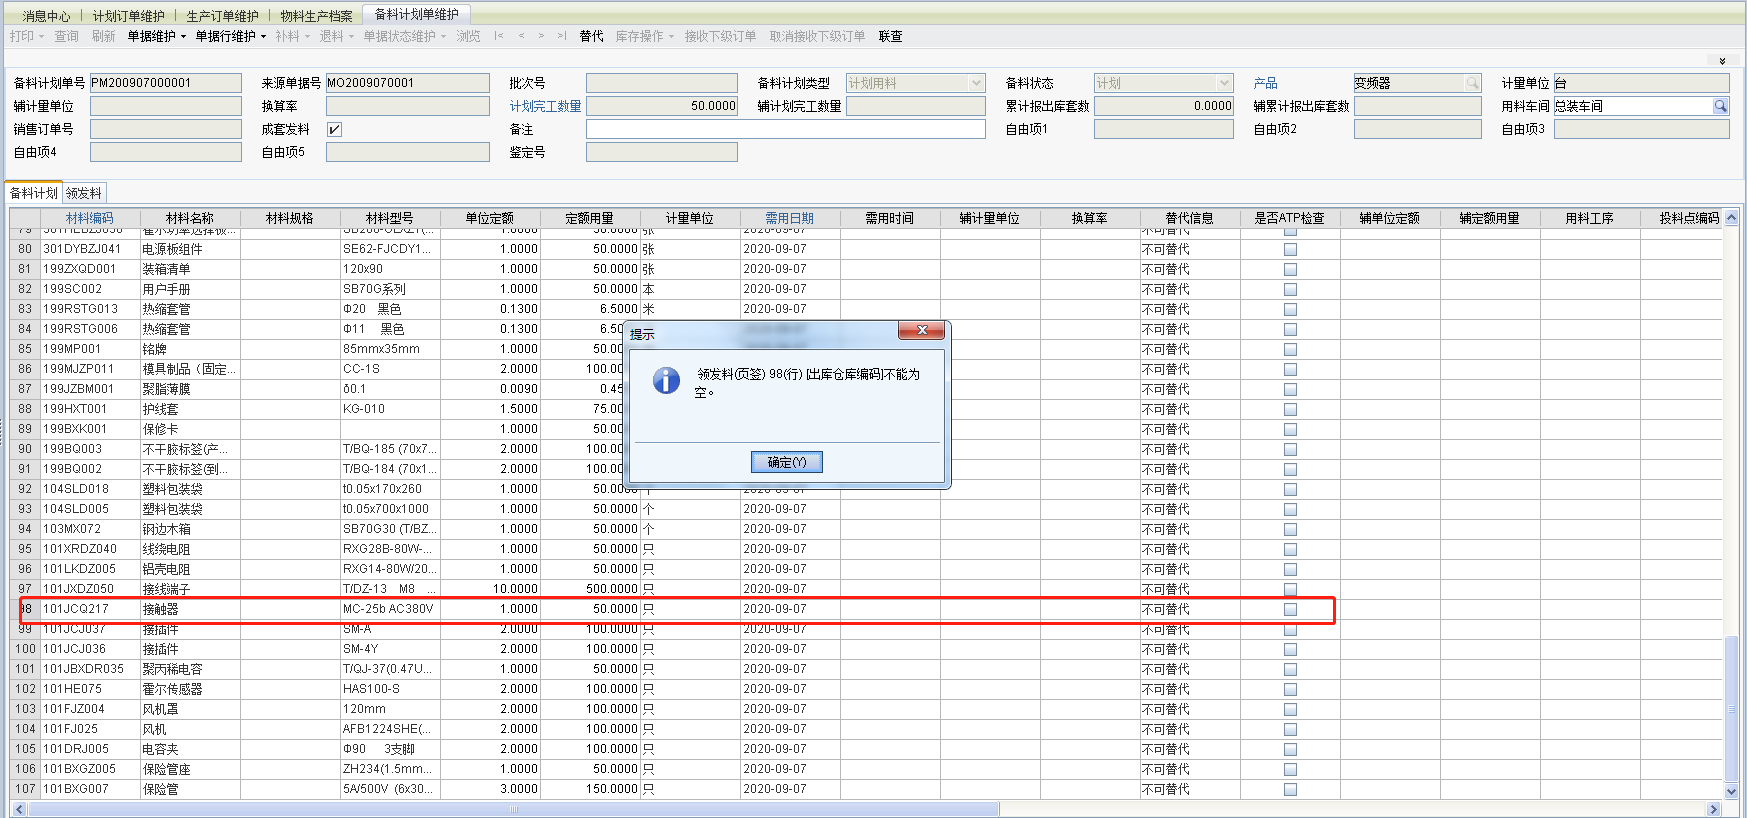 消息中心 计划订单维护 生产订单维护 物料生产档案 备料计划单维护
打印 查询 刷新 单据维护 单据行维护 补料 退料 单据状态维护 浏览 |< < > >| 替代 库存操作 接收下级订单 取消接收下级订单 联查
备料计划单号 PM200907000001 来源单据号 MO2009070001 批次号 备料计划类型 计划用料 备料状态 计划 产品 变频器 计量单位 台
辅计量单位 换算率 计划完工数量 50.0000 辅计划完工数量 累计报出库套数 0.0000 辅累计报出库套数 用料车间 总装车间
销售订单号 成套发料 备注 自由项1 自由项2 自由项3
自由项4 自由项5 鉴定号
备料计划 领发料
材料编码 材料名称 材料规格 材料型号 单位定额 定额用量 计量单位 需用日期 需用时间 辅计量单位 换算率 替代信息 是否ATP检查 辅单位定额 辅定额用量 用料工序 投料点编码
80 301DYBZJ041 电源板组件 SE62-FJCDY1... 1.0000 50.0000 张 2020-09-07 不可替代
81 199ZXQD001 装箱清单 120x90 1.0000 50.0000 张 2020-09-07 不可替代
82 199SC002 用户手册 SB70G系列 1.0000 50.0000 本 2020-09-07 不可替代
83 199RSTG013 热缩套管 Φ20 黑色 0.1300 6.5000 米 2020-09-07 不可替代
84 199RSTG006 热缩套管 Φ11 黑色 0.1300 6.50 不可替代
85 199MP001 铭牌 85mmx35mm 1.0000 50.00 不可替代
86 199MJZP011 模具制品（固定... CC-1S 2.0000 100.00 不可替代
87 199JZBM001 聚脂薄膜 δ0.1 0.0090 0.45 不可替代
88 199HXT001 护线套 KG-010 1.5000 75.00 不可替代
89 199BXK001 保修卡 1.0000 50.00 不可替代
90 199BQ003 不干胶标签(产... T/BQ-185 (70x7... 2.0000 100.00 不可替代
91 199BQ002 不干胶标签(到... T/BQ-184 (70x1... 2.0000 100.00 不可替代
92 104SLD018 塑料包装袋 t0.05x170x260 1.0000 50.0000 个 2020-09-07 不可替代
93 104SLD005 塑料包装袋 t0.05x700x1000 1.0000 50.0000 个 2020-09-07 不可替代
94 103MX072 钢边木箱 SB70G30 (T/BZ... 1.0000 50.0000 个 2020-09-07 不可替代
95 101XRDZ040 线绕电阻 RXG28B-80W-... 1.0000 50.0000 只 2020-09-07 不可替代
96 101LKDZ005 铝壳电阻 RXG14-80W/20... 1.0000 50.0000 只 2020-09-07 不可替代
97 101JXDZ050 接线端子 T/DZ-13 M8 ... 10.0000 500.0000 只 2020-09-07 不可替代
98 101JCQ217 接触器 MC-25b AC380V 1.0000 50.0000 只 2020-09-07 不可替代
99 101JCJ037 接插件 SM-A 2.0000 100.0000 只 2020-09-07 不可替代
100 101JCJ036 接插件 SM-4Y 2.0000 100.0000 只 2020-09-07 不可替代
101 101JBXDR035 聚丙稀电容 T/QJ-37(0.47U... 1.0000 50.0000 只 2020-09-07 不可替代
102 101HE075 霍尔传感器 HAS100-S 2.0000 100.0000 只 2020-09-07 不可替代
103 101FJZ004 风机罩 120mm 2.0000 100.0000 只 2020-09-07 不可替代
104 101FJ025 风机 AFB1224SHE(... 2.0000 100.0000 只 2020-09-07 不可替代
105 101DRJ005 电容夹 Φ90 3支脚 2.0000 100.0000 只 2020-09-07 不可替代
106 101BXGZ005 保险管座 ZH234(1.5mm... 1.0000 50.0000 只 2020-09-07 不可替代
107 101BXG007 保险管 5A/500V (6x30... 3.0000 150.0000 只 2020-09-07 不可替代
提示
领发料(页签) 98(行) [出库仓库编码]不能为
空。
确定(Y)